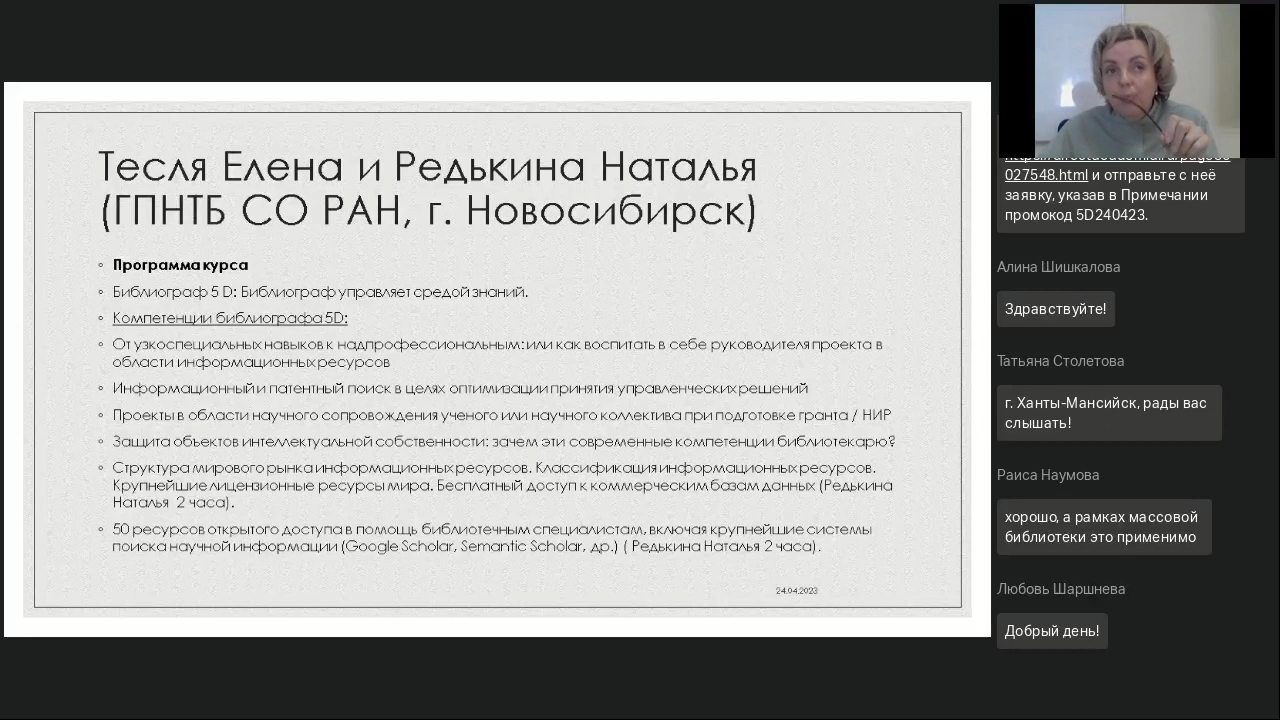 Тесля Елена и Редькина Наталья
(ГПНТБ СО РАН, г. Новосибирск)
Программа курса
Библиограф 5 D: Библиограф управляет средой знаний.
Компетенции библиографа 5D:
От узкоспециальных навыков к надпрофессиональным: или как воспитать в себе руководителя проекта в
области информационных ресурсов
Информационный и патентный поиск в целях оптимизации принятия управленческих решений
Проекты в области научного сопровождения ученого или научного коллектива при подготовке гранта / НИР
Защита объектов интеллектуальной собственности: зачем эти современные компетенции библиотекарю?
Структура мирового рынка информационных ресурсов. Классификация информационных ресурсов.
Крупнейшие лицензионные ресурсы мира. Бесплатный доступ к коммерческим базам данных (Редькина
Наталья 2 часа).
50 ресурсов открытого доступа в помощь библиотечным специалистам, включая крупнейшие системы
поиска научной информации (Google Scholar, Semantic Scholar, др.) ( Редькина Наталья 2 часа).
24.04.2023
027548.html и отправьте с неё
заявку, указав в Примечании
промокод 5D240423.
Алина Шишкалова
Здравствуйте!
Татьяна Столетова
г. Ханты-Мансийск, рады вас
слышать!
Раиса Наумова
хорошо, а рамках массовой
библиотеки это применимо
Любовь Шаршнева
Добрый день!